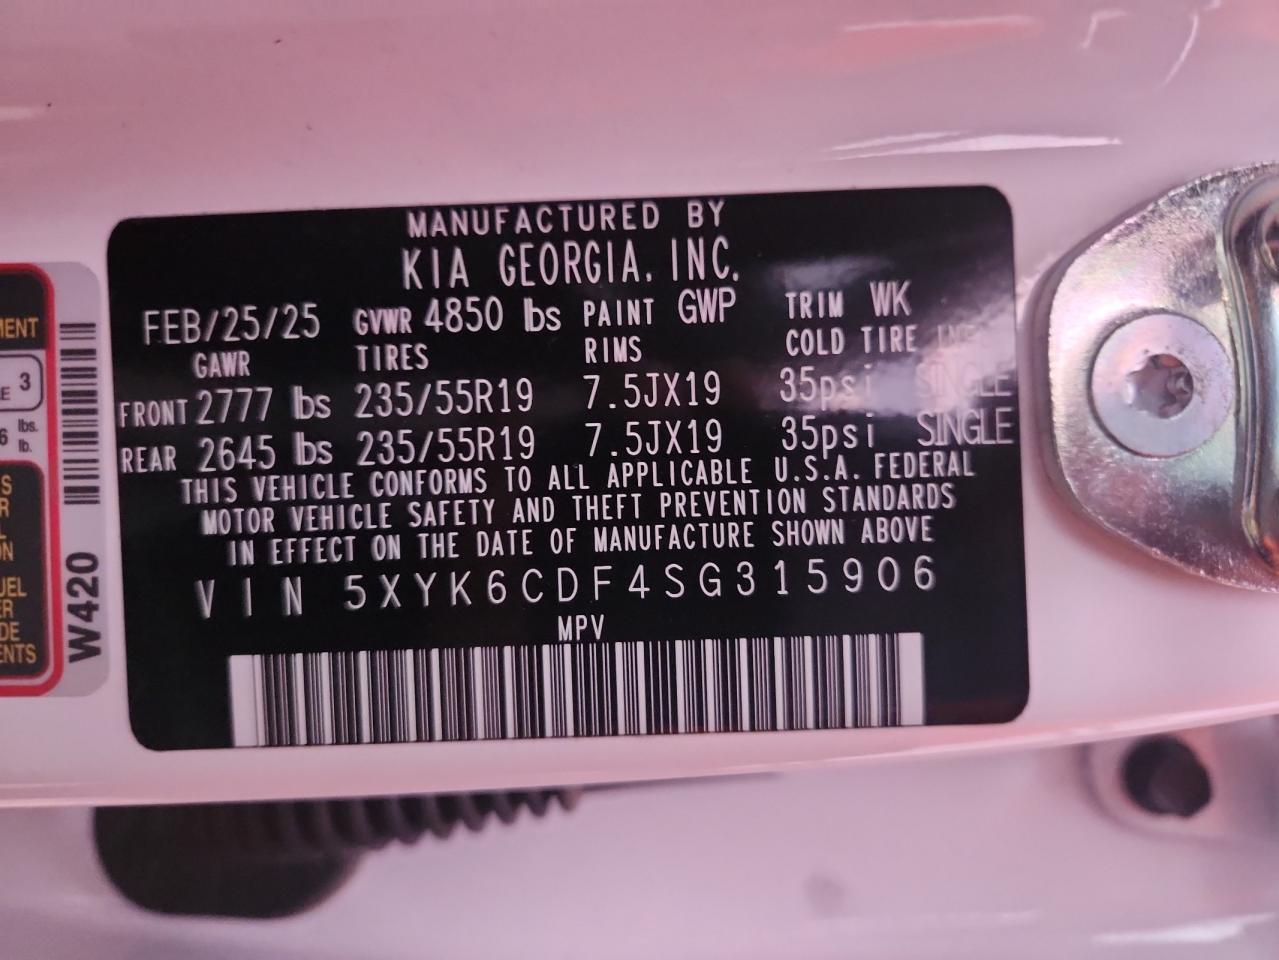 MANUFACTURED BY
KIA GEORGIA, INC.
FEB/25/25 GVWR 4850 lbs PAINT GWP TRIM WK
GAWR TIRES RIMS COLD TIRE
FRONT 2777 lbs 235/55R19 7.5JX19 35psi SINGLE
REAR 2645 lbs 235/55R19 7.5JX19 35psi SINGLE
THIS VEHICLE CONFORMS TO ALL APPLICABLE U.S.A. FEDERAL
MOTOR VEHICLE SAFETY AND THEFT PREVENTION STANDARDS
IN EFFECT ON THE DATE OF MANUFACTURE SHOWN ABOVE
VIN 5XYK6CDF4SG315906
MPV
W420
3
lbs.
lb.